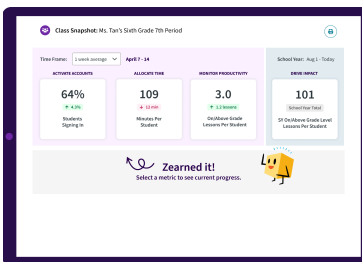 Class Snapshot: Ms. Tan's Sixth Grade 7th Period
Time Frame: 1 week average April 7 - 14
School Year: Aug 1 - Today
ACTIVATE ACCOUNTS ALLOCATE TIME MONITOR PRODUCTIVITY DRIVE IMPACT
64% 109 3.0 101
↑ 4.3% ↓ 13 min ↑ 1.3 lessons School Year Total
Students Minutes Per On/Above Grade SY On/Above Grade Level
Signing In Student Lessons Per Student Lessons Per Student
Zearned it!
Select a metric to see current progress.